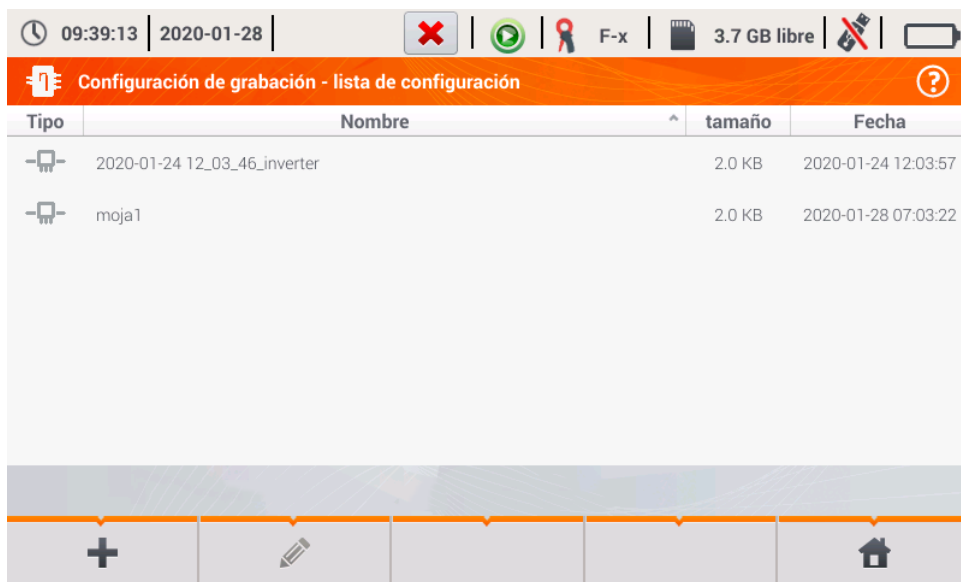 09:39:13 2020-01-28 F-x 3.7 GB libre
Configuración de grabación - lista de configuración ?
Tipo Nombre tamaño Fecha
2020-01-24 12_03_46_inverter 2.0 KB 2020-01-24 12:03:57
moja1 2.0 KB 2020-01-28 07:03:22